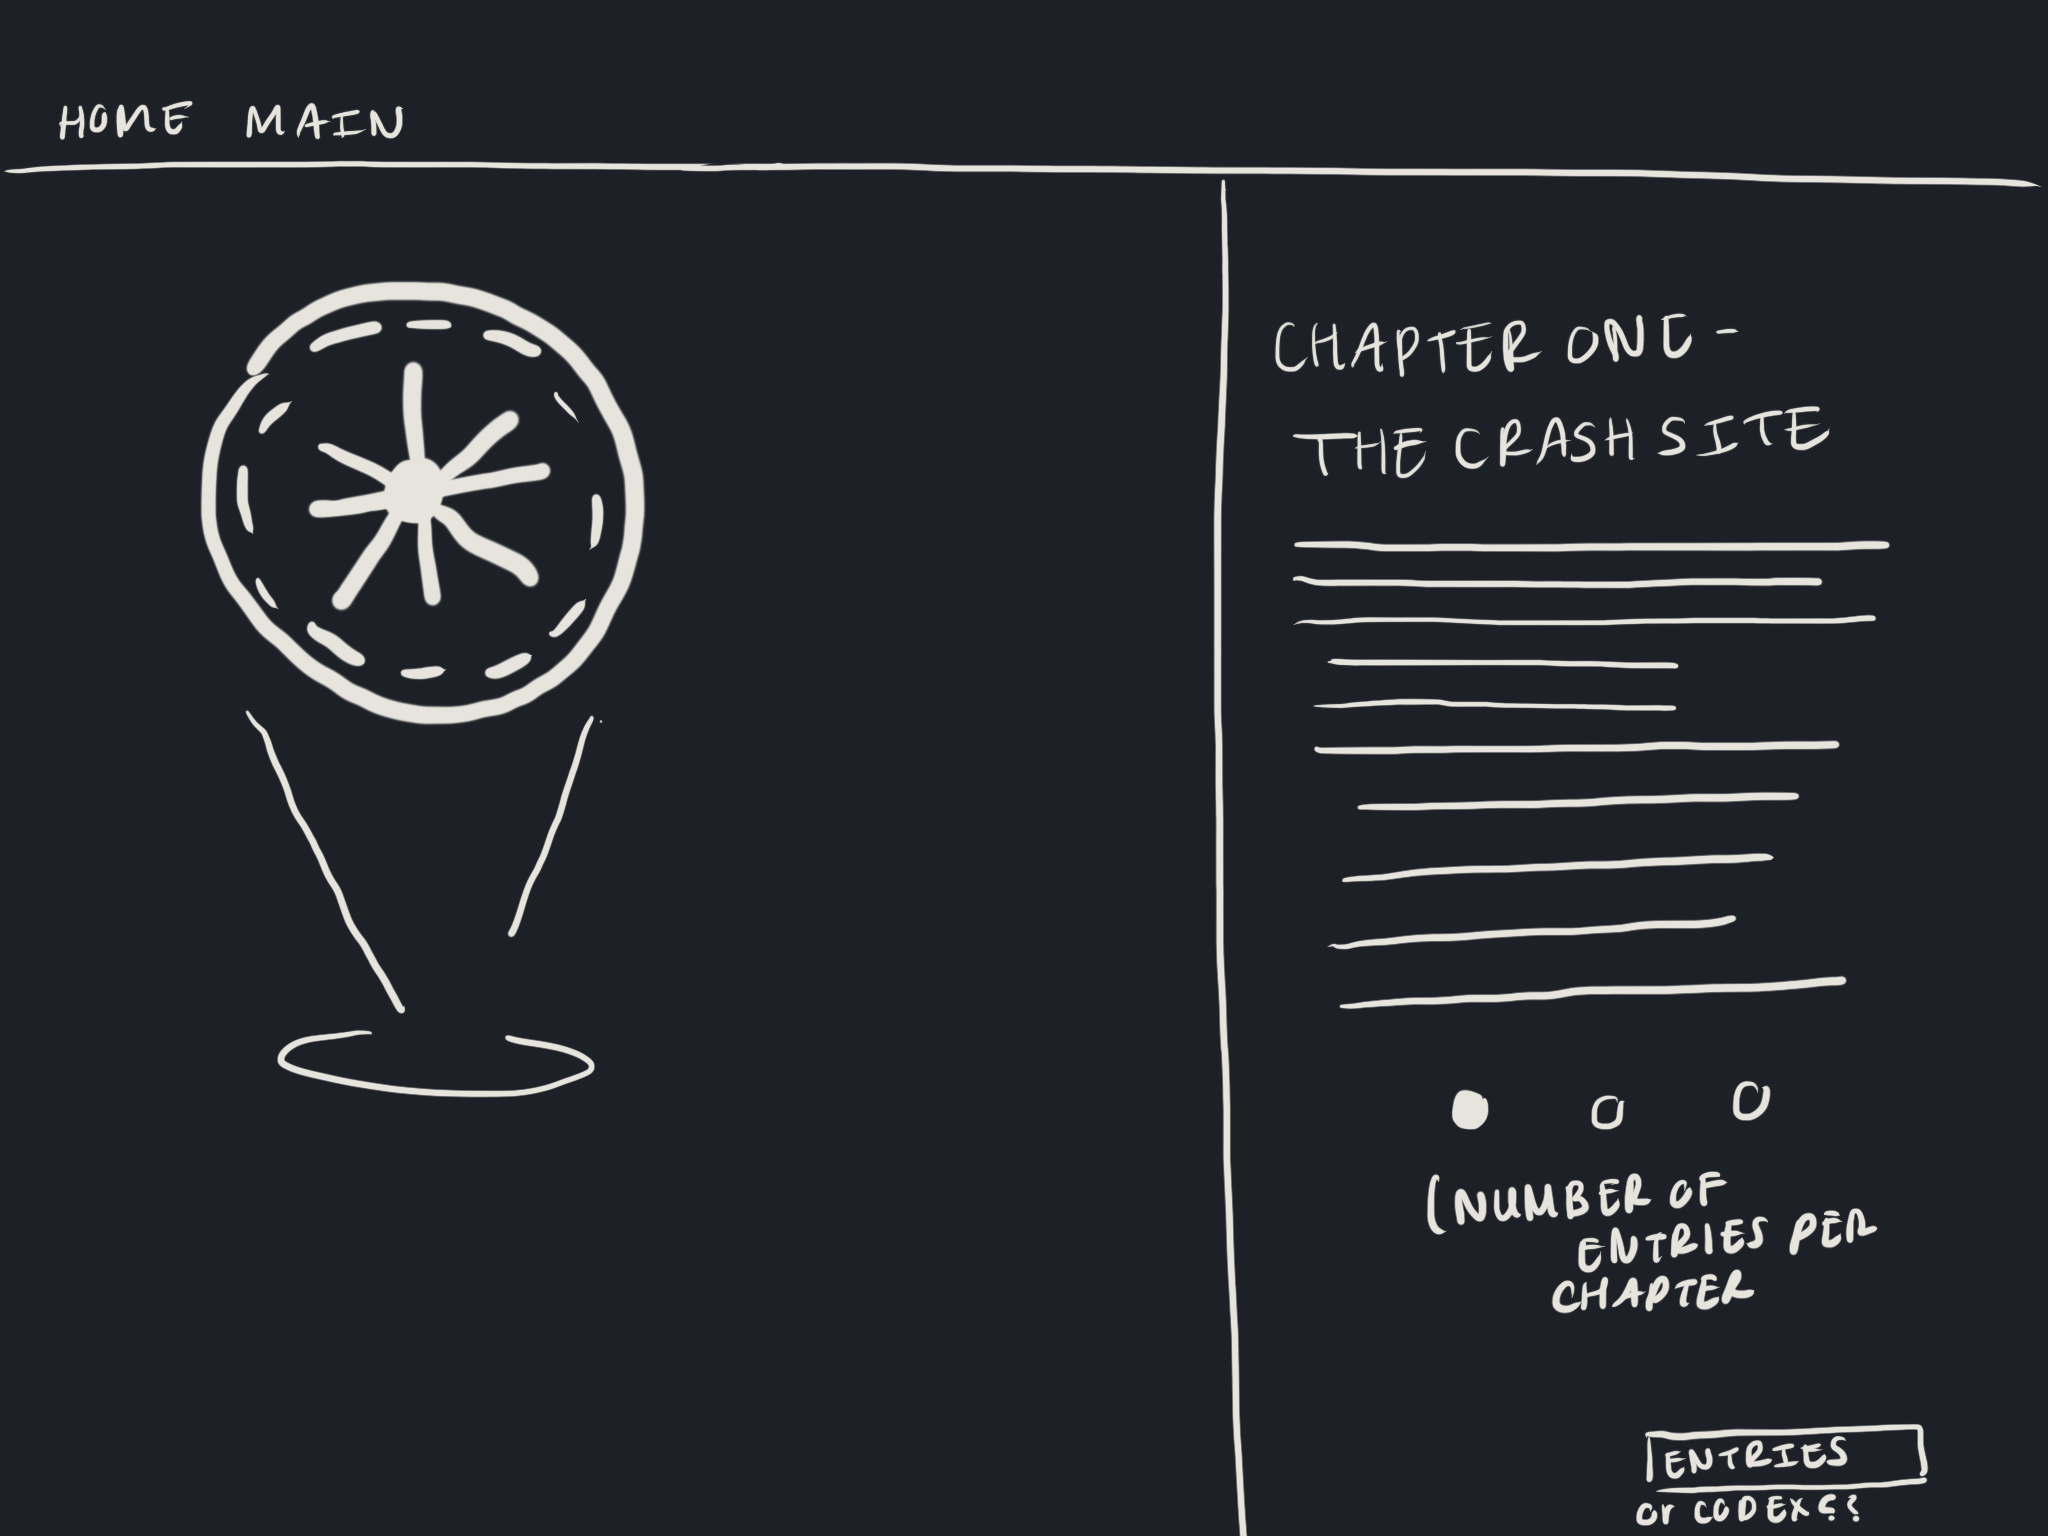 HOME MAIN
CHAPTER ONE -
THE CRASH SITE
(NUMBER OF
ENTRIES PER
CHAPTER
ENTRIES
or CODEX??